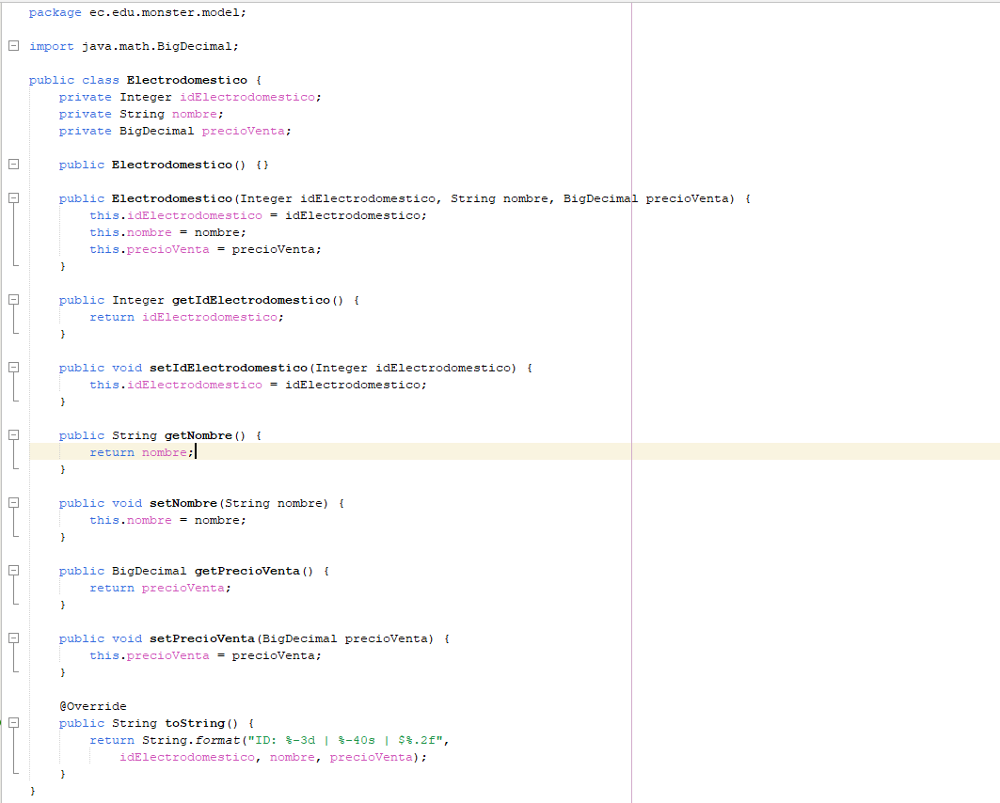 package ec.edu.monster.model;
import java.math.BigDecimal;
public class Electrodomestico {
    private Integer idElectrodomestico;
    private String nombre;
    private BigDecimal precioVenta;
    public Electrodomestico() {}
    public Electrodomestico(Integer idElectrodomestico, String nombre, BigDecimal precioVenta) {
        this.idElectrodomestico = idElectrodomestico;
        this.nombre = nombre;
        this.precioVenta = precioVenta;
    }
    public Integer getIdElectrodomestico() {
        return idElectrodomestico;
    }
    public void setIdElectrodomestico(Integer idElectrodomestico) {
        this.idElectrodomestico = idElectrodomestico;
    }
    public String getNombre() {
        return nombre;
    }
    public void setNombre(String nombre) {
        this.nombre = nombre;
    }
    public BigDecimal getPrecioVenta() {
        return precioVenta;
    }
    public void setPrecioVenta(BigDecimal precioVenta) {
        this.precioVenta = precioVenta;
    }
    @Override
    public String toString() {
        return String.format("ID: %-3d | %-40s | $%.2f",
            idElectrodomestico, nombre, precioVenta);
    }
}